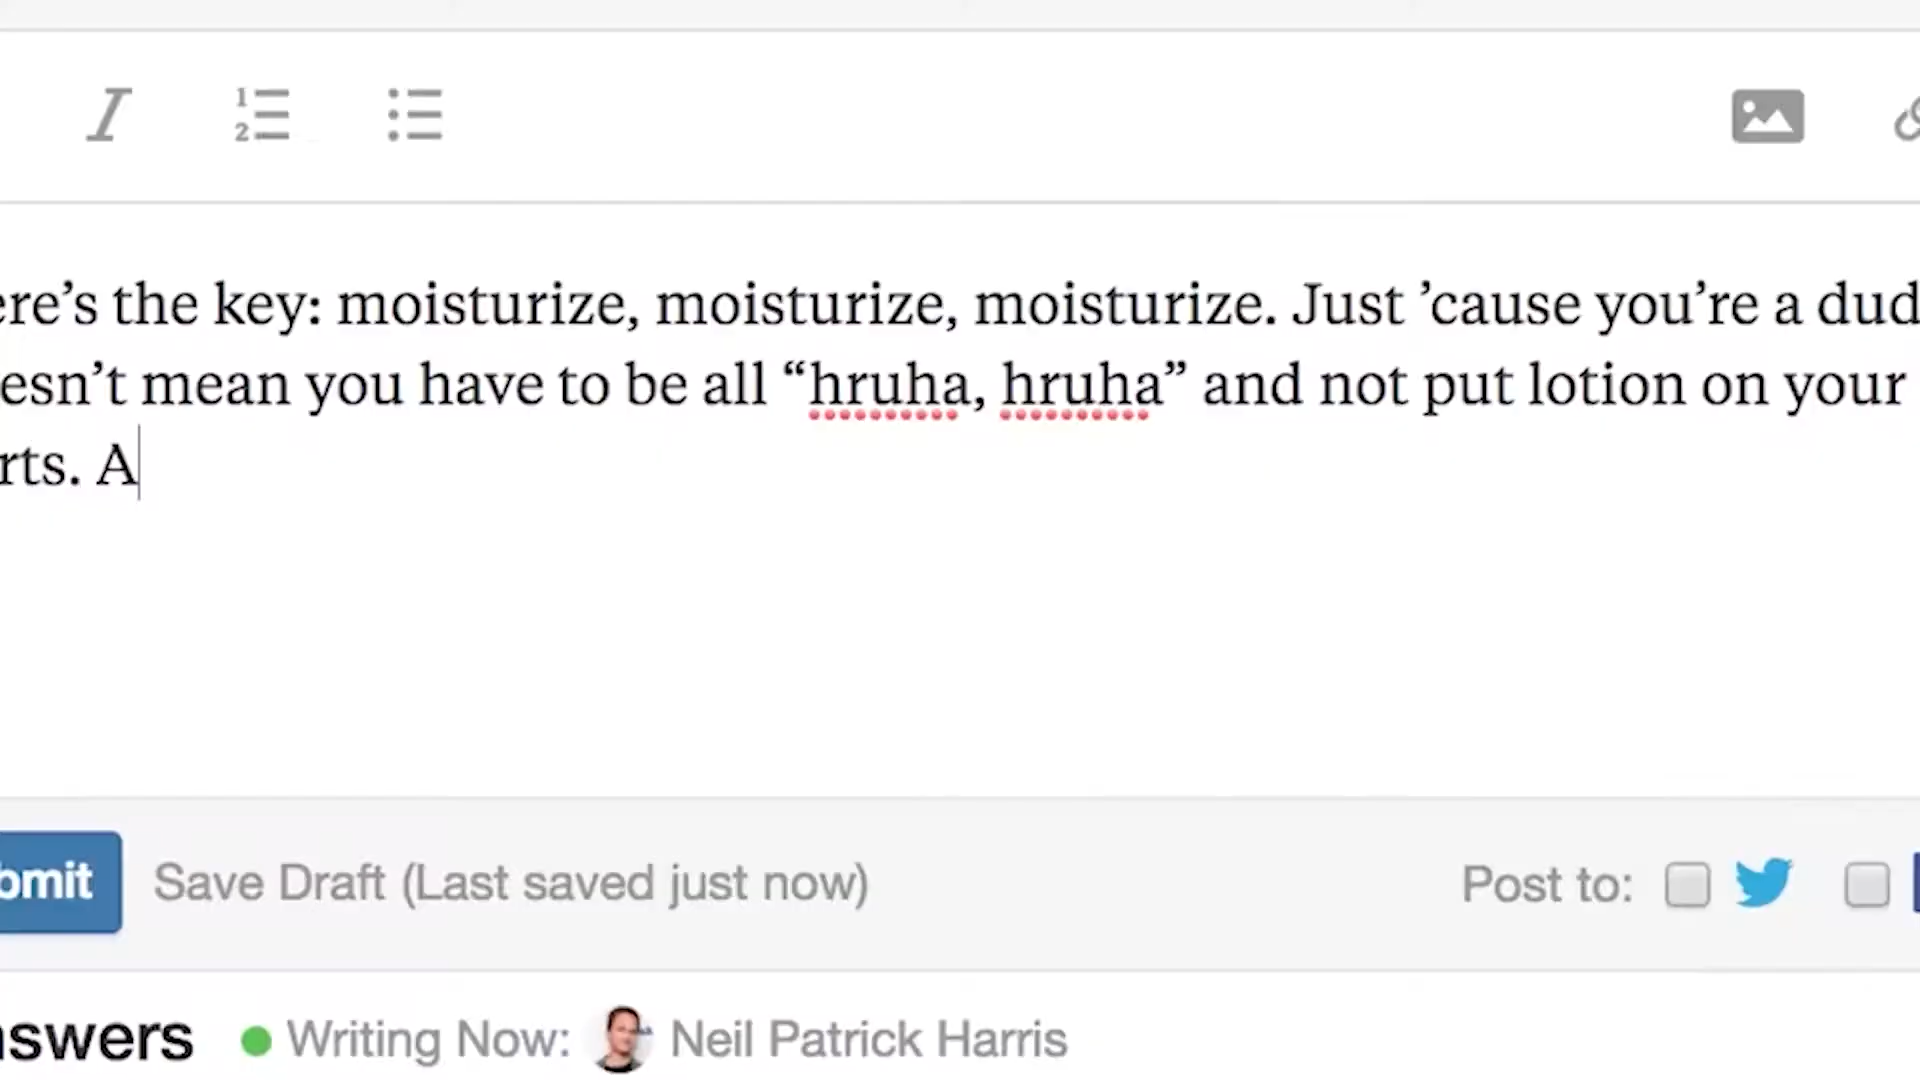 ere’s the key: moisturize, moisturize, moisturize. Just ’cause you’re a dud
esn’t mean you have to be all “hruha, hruha” and not put lotion on your
rts. A
bmit Save Draft (Last saved just now) Post to:
nswers Writing Now: Neil Patrick Harris